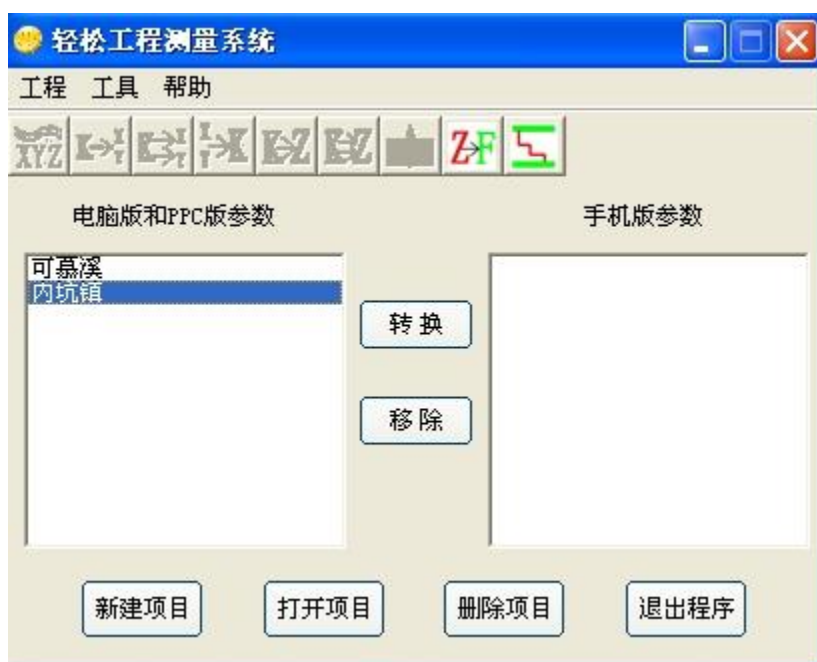 轻松工程测量系统
工程 工具 帮助
XYZ Z→F
电脑版和PPC版参数 手机版参数
可慕溪
内坑镇
转换
移除
新建项目 打开项目 删除项目 退出程序